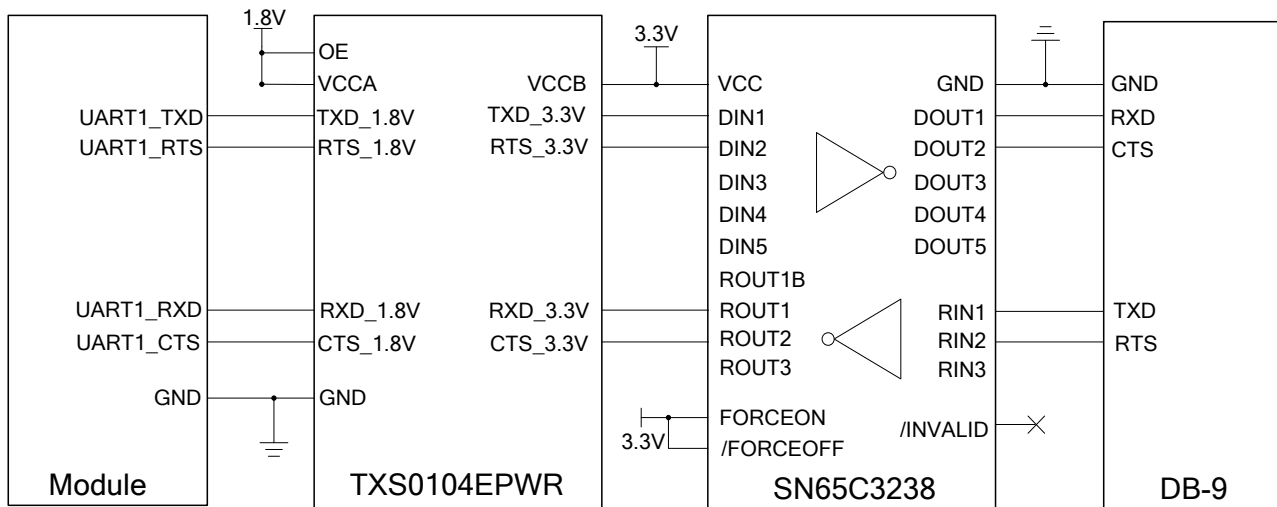 1.8V
OE
VCCA
UART1_TXD
UART1_RTS
TXD_1.8V
RTS_1.8V
UART1_RXD
UART1_CTS
GND
RXD_1.8V
CTS_1.8V
GND
Module
3.3V
VCCB
TXD_3.3V
RTS_3.3V
RXD_3.3V
CTS_3.3V
TXS0104EPWR
VCC
DIN1
DIN2
DIN3
DIN4
DIN5
ROUT1B
ROUT1
ROUT2
ROUT3
3.3V
FORCEON
/FORCEOFF
GND
DOUT1
DOUT2
DOUT3
DOUT4
DOUT5
RIN1
RIN2
RIN3
/INVALID
SN65C3238
GND
RXD
CTS
TXD
RTS
DB-9